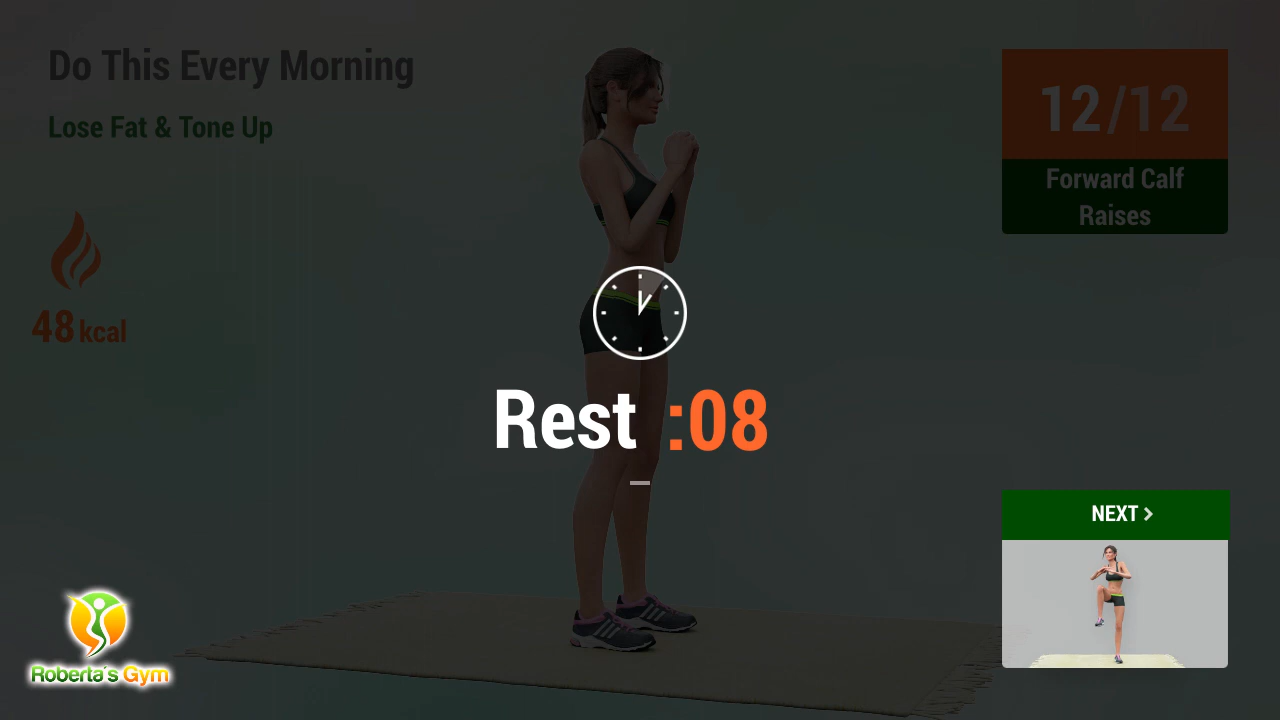 Do This Every Morning
Lose Fat & Tone Up
12/12
Forward Calf
Raises
48 kcal
Rest :08
NEXT >
Roberta's Gym